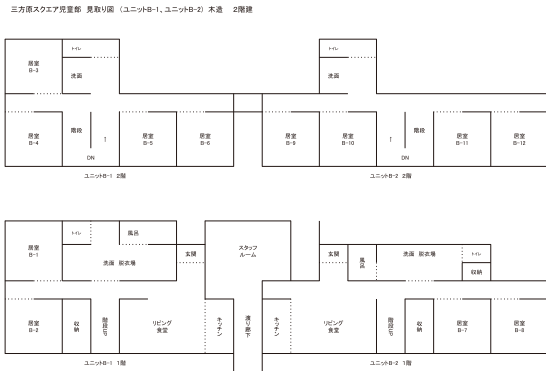 三方原スクエア児童部 見取り図 （ユニットB-1、ユニットB-2） 木造 2階建
居室
B-3
トイレ
洗面
トイレ
洗面
居室
B-4
階段
↑
DN
居室
B-5
居室
B-6
居室
B-9
居室
B-10
↑
階段
DN
居室
B-11
居室
B-12
ユニットB-1 2階
ユニットB-2 2階
居室
B-1
トイレ
風呂
洗面 脱衣場
玄関
スタッフ
ルーム
玄関
風呂
洗面 脱衣場
トイレ
収納
居室
B-2
収納
階段UP
リビング
食堂
キッチン
渡り廊下
キッチン
リビング
食堂
階段UP
収納
居室
B-7
居室
B-8
ユニットB-1 1階
ユニットB-2 1階